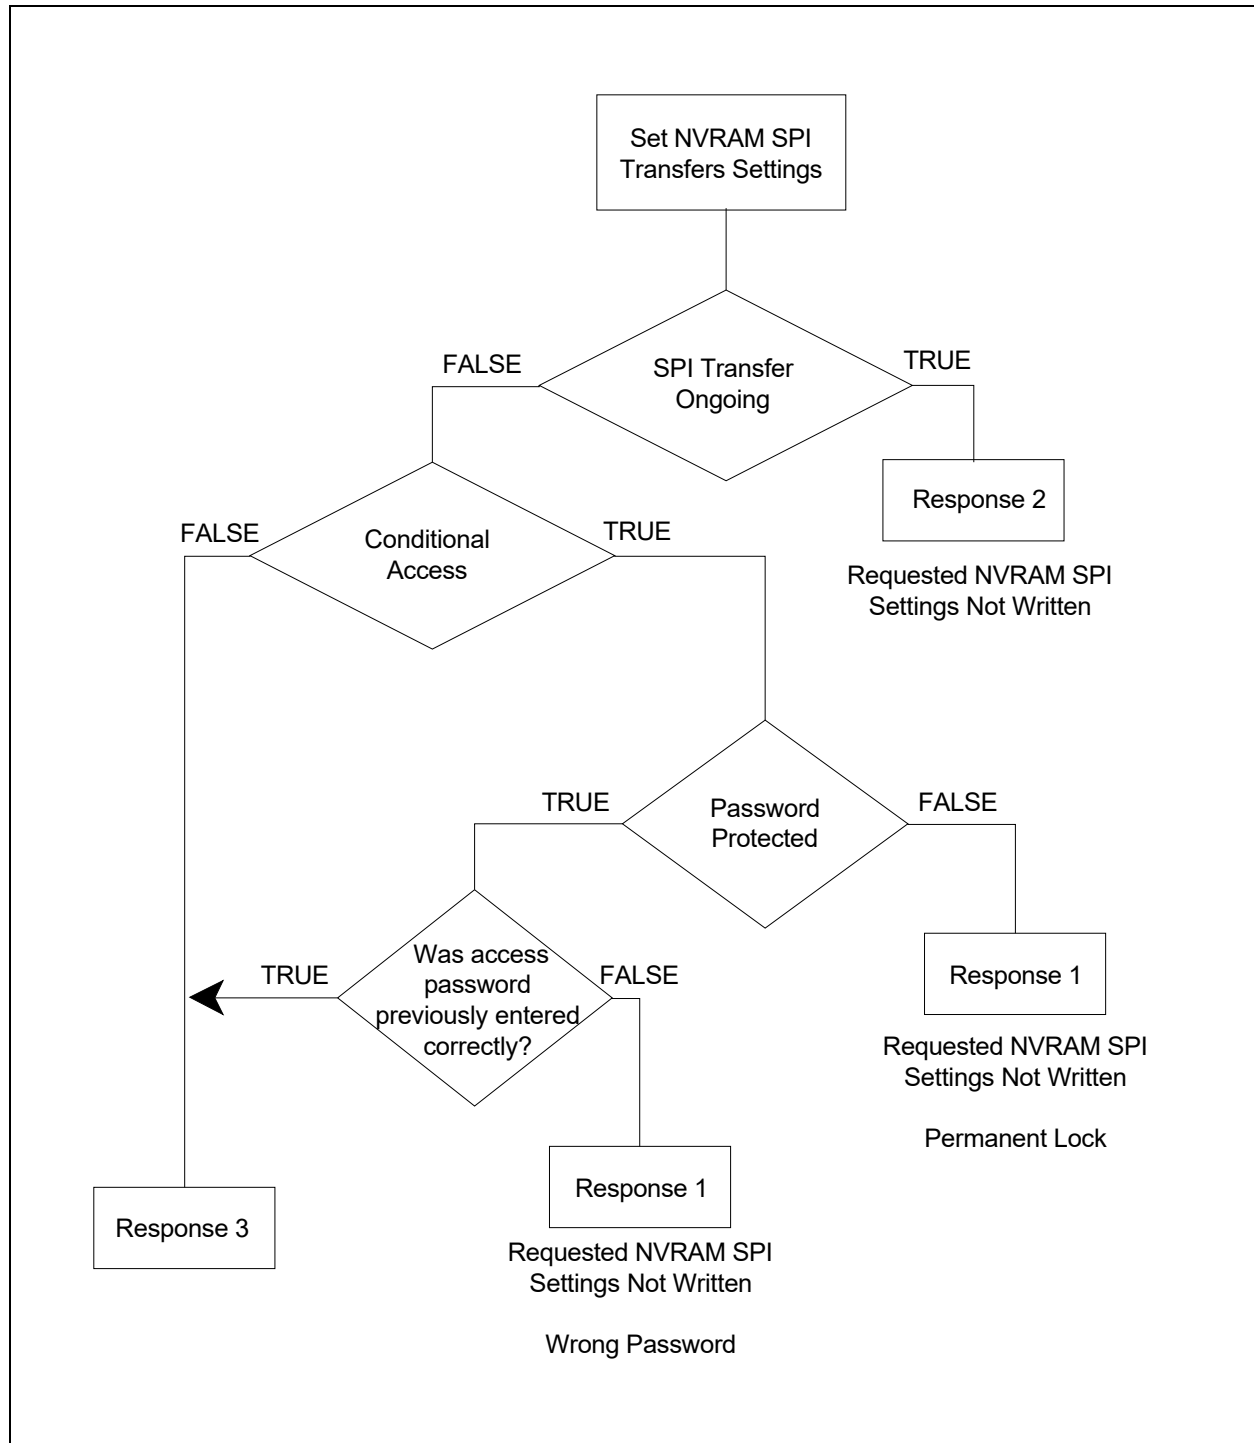 Set NVRAM SPI
Transfers Settings
FALSE
TRUE
SPI Transfer
Ongoing
Response 2
FALSE
TRUE
Conditional
Access
Requested NVRAM SPI
Settings Not Written
TRUE
FALSE
Password
Protected
Was access
password
previously entered
correctly?
TRUE
FALSE
Response 1
Requested NVRAM SPI
Settings Not Written
Permanent Lock
Response 1
Response 3
Requested NVRAM SPI
Settings Not Written
Wrong Password